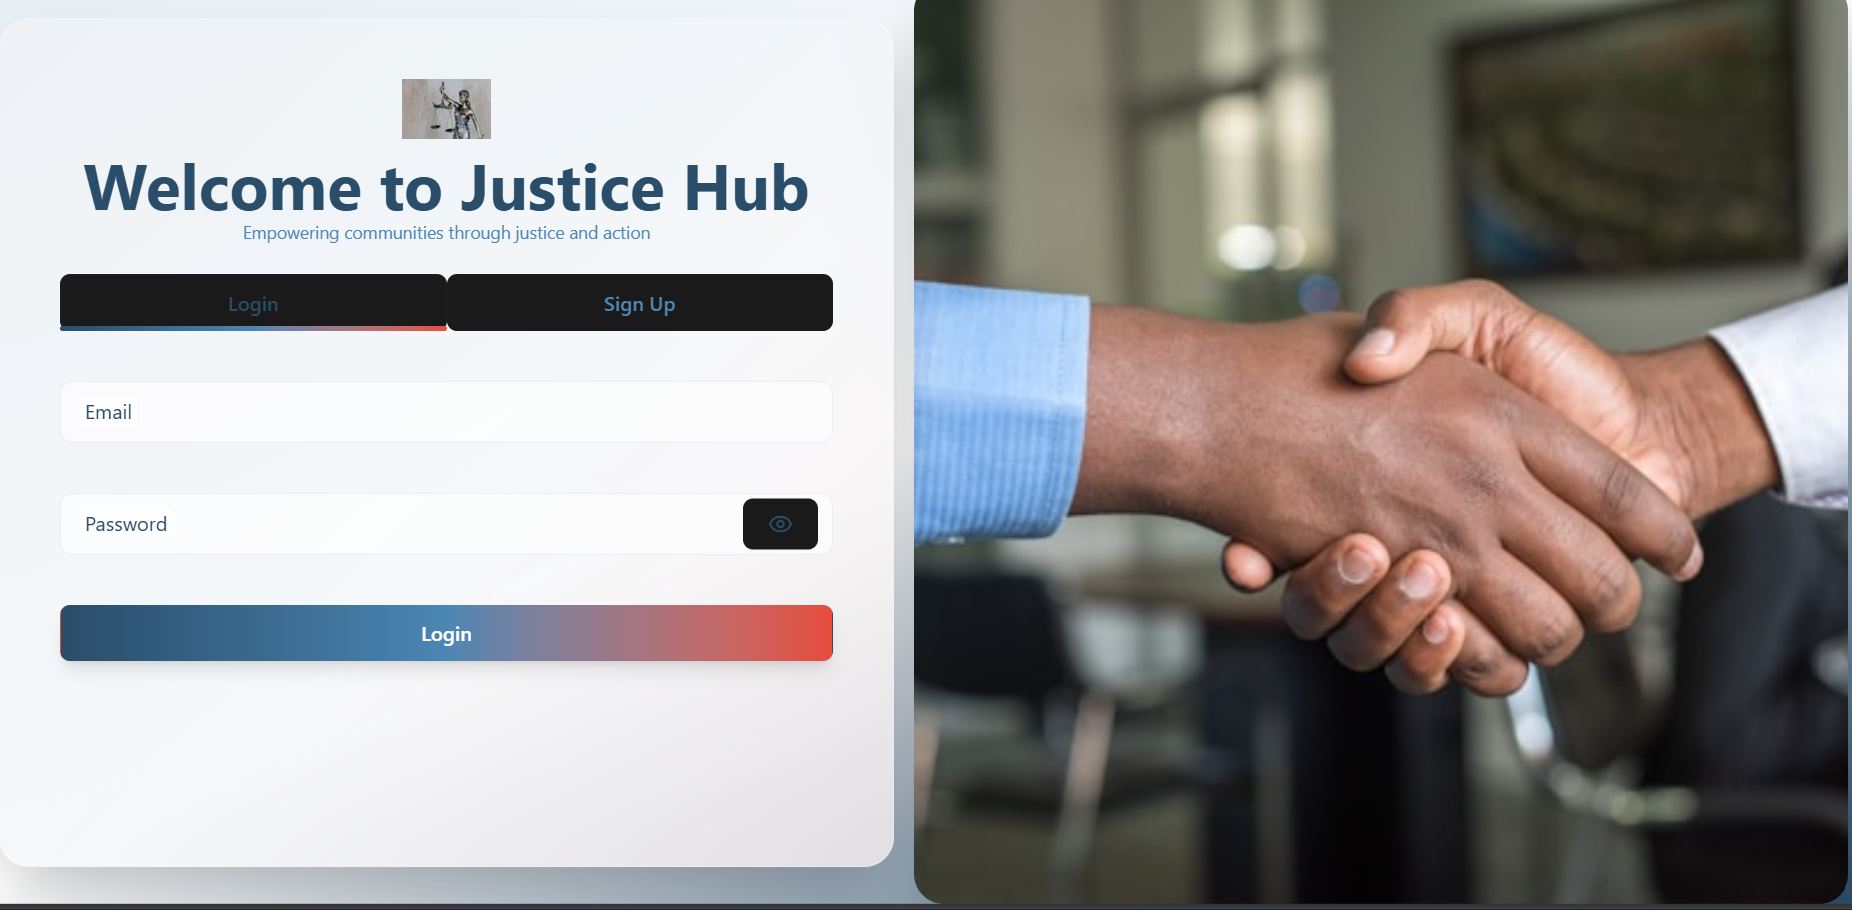 Welcome to Justice Hub
Empowering communities through justice and action
Login
Sign Up
Email
Password
Login